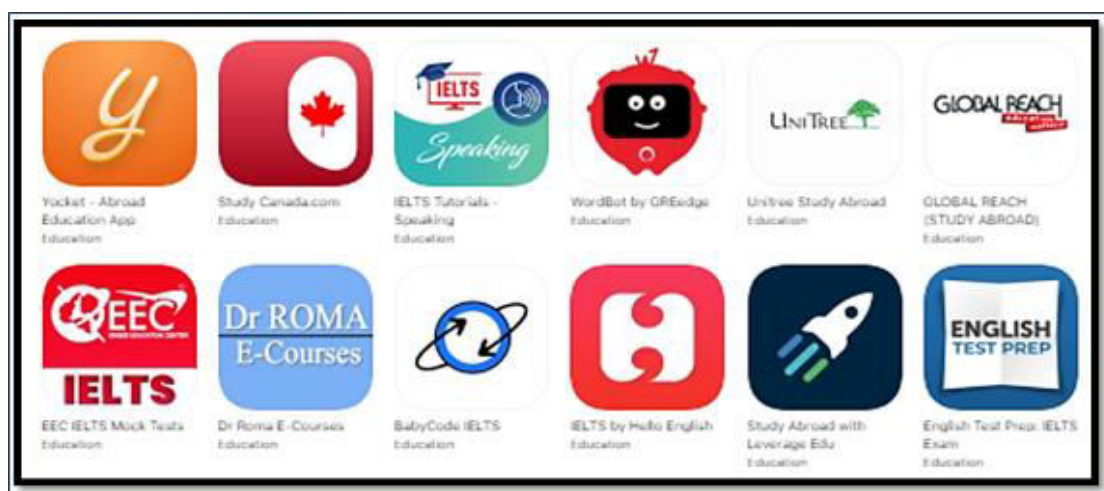 y
IELTS
Speaking
UNITREE
GLOBAL REACH
Yocket - Abroad
Education App
Education
Study Canada.com
Education
IELTS Tutorials -
Speaking
Education
WordBot by GREedge
Education
Unitree Study Abroad
Education
GLOBAL REACH
(STUDY ABROAD)
Education
EEC
IELTS
Dr ROMA
E-Courses
ENGLISH
TEST PREP
EEC IELTS Mock Tests
Education
Dr Roma E-Courses
Education
BabyCode IELTS
Education
IELTS by Hello English
Education
Study Abroad with
Leverage Edu
Education
English Test Prep: IELTS
Exam
Education